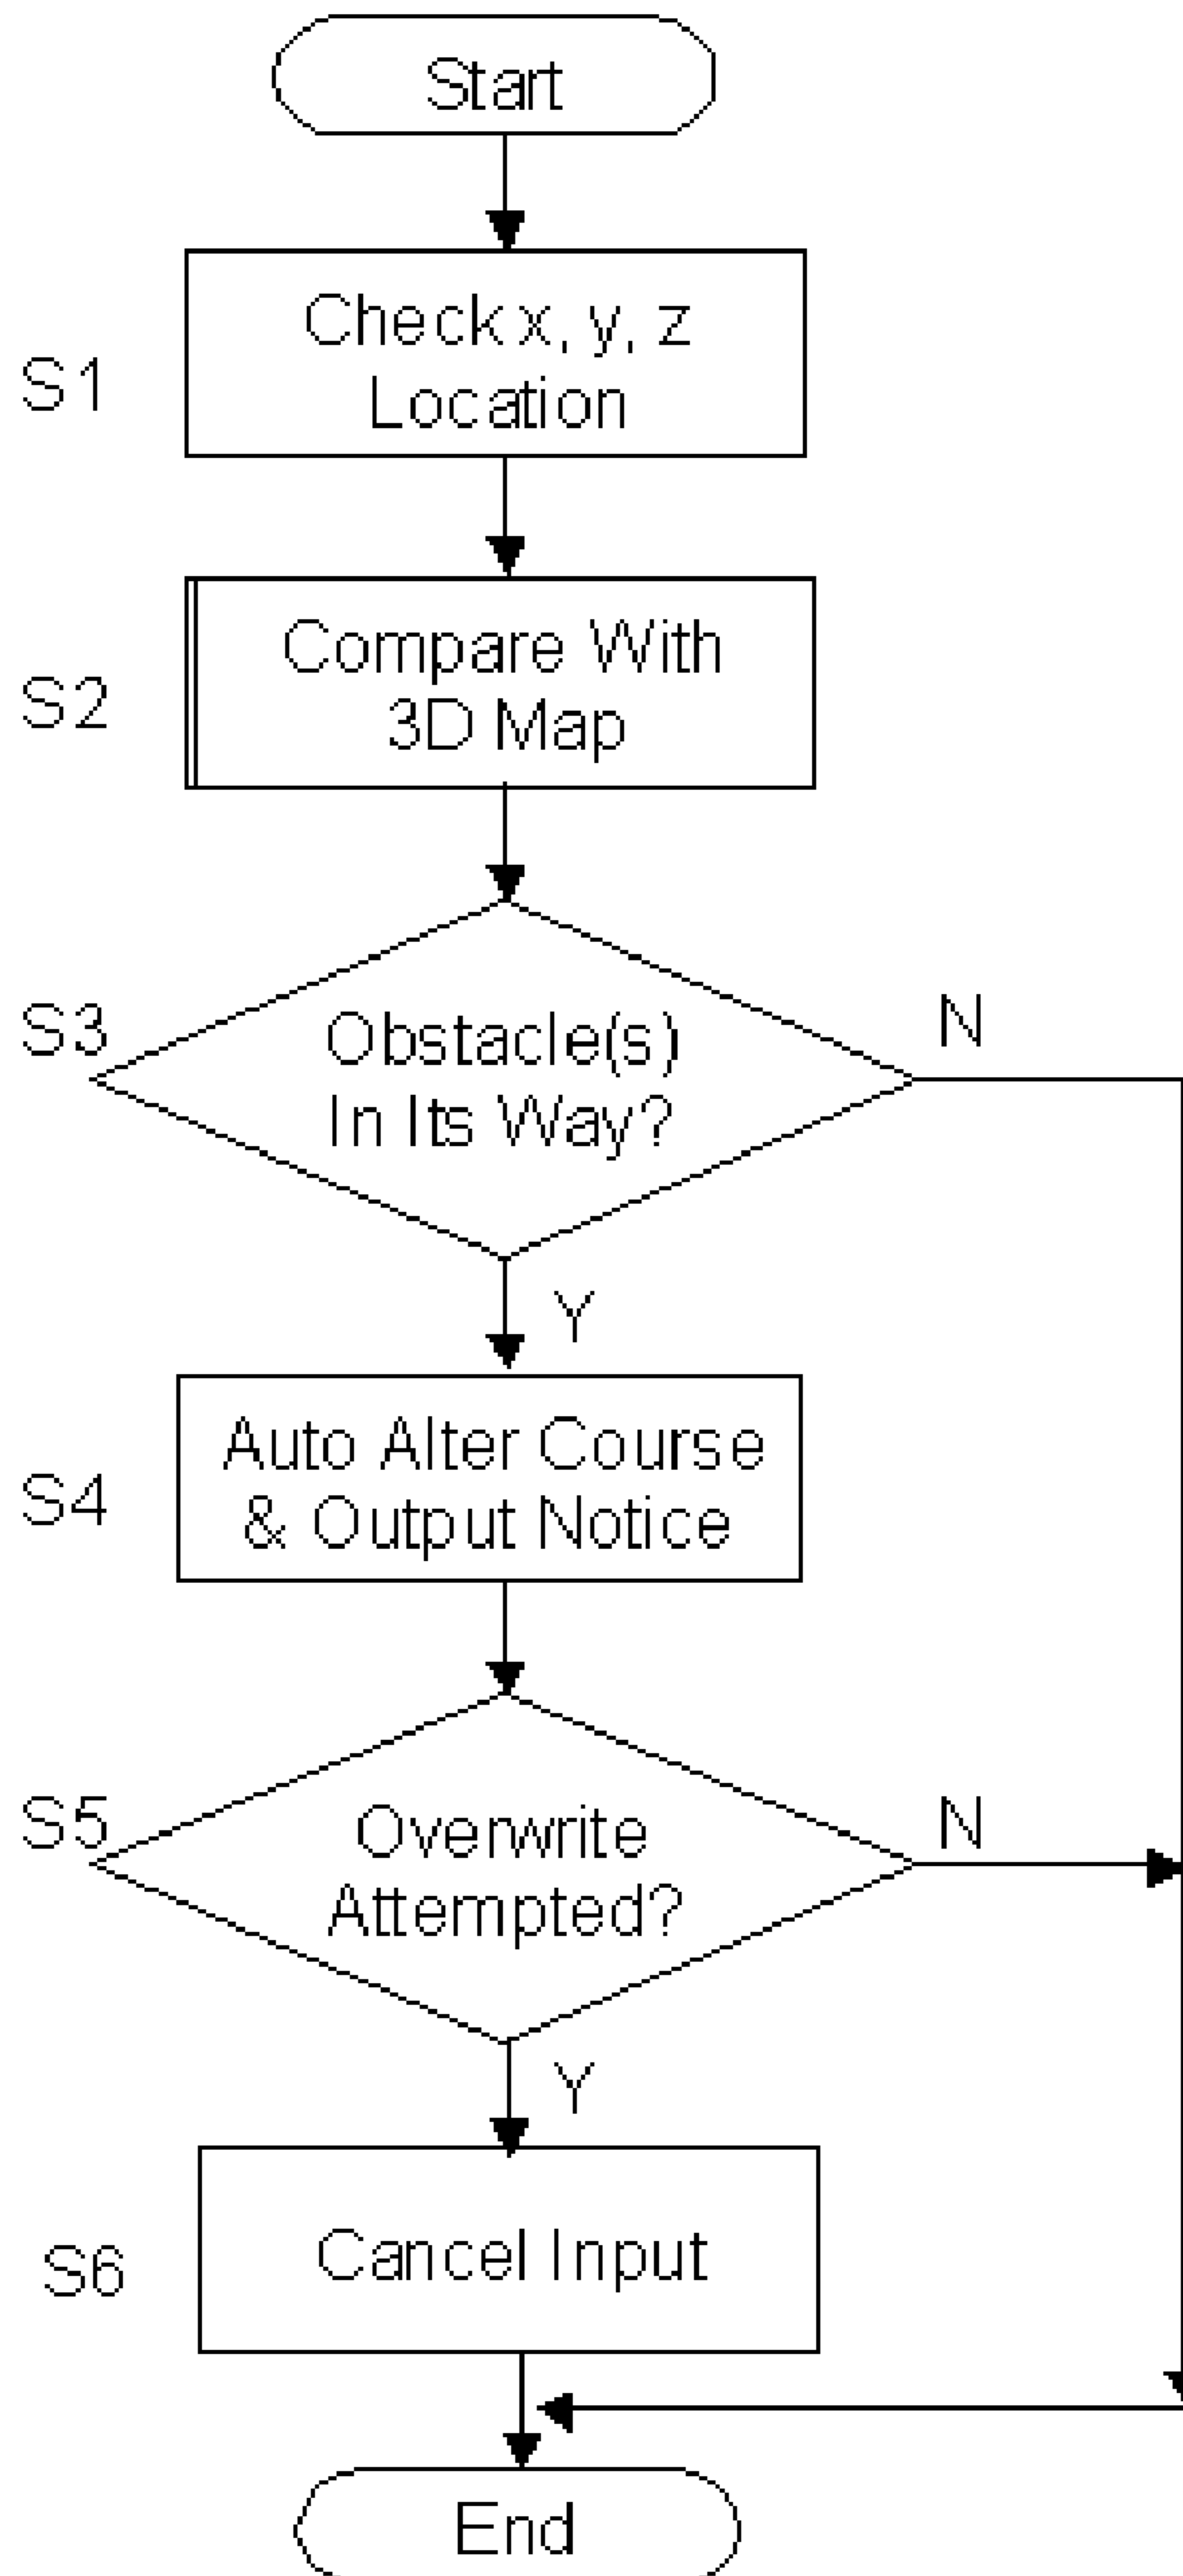 Start
S1
Check x, y, z
Location
S2
Compare With
3D Map
S3
Obstacle(s)
In Its Way?
N
Y
S4
Auto Alter Course
& Output Notice
S5
Overwrite
Attempted?
N
Y
S6
Cancel Input
End